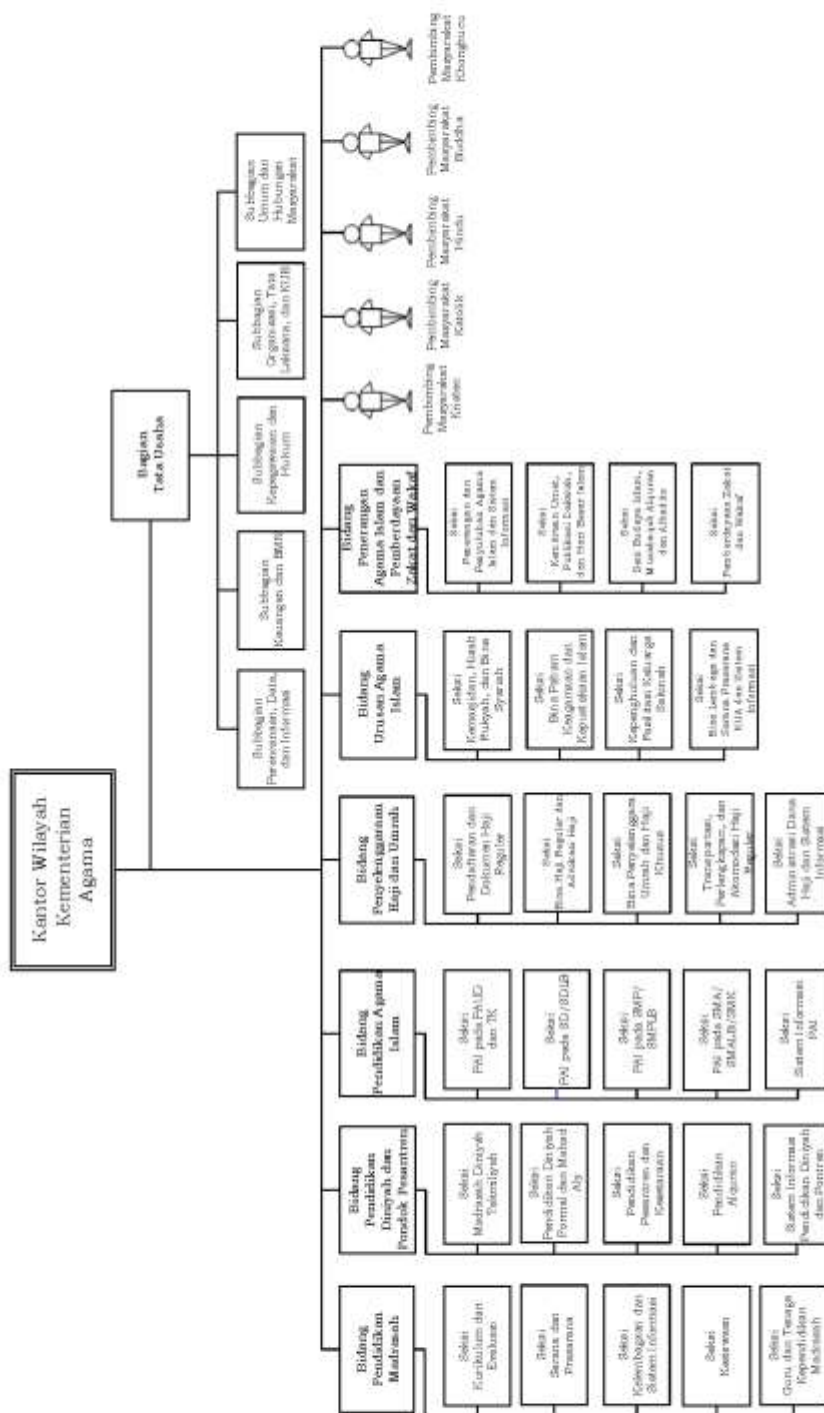 Kantor Wilayah
Kementerian
Agama
Bagian
Tata Usaha
Subbagian
Perencanaan, Data,
dan Informasi
Subbagian
Keuangan dan BMN
Subbagian
Kepegawaian dan
Hukum
Subbagian
Organisasi, Tata
Laksana, dan KUB
Subbagian
Umum dan
Hubungan
Masyarakat
Bidang
Pendidikan
Madrasah
Bidang
Pendidikan
Diniyah dan
Pondok Pesantren
Bidang
Pendidikan Agama
Islam
Bidang
Penyelenggaraan
Haji dan Umrah
Bidang
Urusan Agama
Islam
Bidang
Penerangan
Agama Islam dan
Pemberdayaan
Zakat dan Wakaf
Pembimbing
Masyarakat
Kristen
Pembimbing
Masyarakat
Katolik
Pembimbing
Masyarakat
Hindu
Pembimbing
Masyarakat
Buddha
Pembimbing
Masyarakat
Khonghucu
Seksi
Kurikulum dan
Evaluasi
Seksi
Sarana dan
Prasarana
Seksi
Kelembagaan dan
Sistem Informasi
Seksi
Kesiswaan
Seksi
Guru dan Tenaga
Kependidikan
Madrasah
Seksi
Madrasah Diniyah
Takmiliyah
Seksi
Pendidikan Diniyah
Formal dan Mahad
Aly
Seksi
Pendidikan
Pesantren dan
Kesetaraan
Seksi
Pendidikan
Alquran
Seksi
Sistem Informasi
Pendidikan Diniyah
dan Pontren
Seksi
PAI pada PAUD
dan TK
Seksi
PAI pada SD/SDLB
Seksi
PAI pada SMP/
SMPLB
Seksi
PAI pada SMA/
SMALB/SMK
Seksi
Sistem Informasi
PAI
Seksi
Pendaftaran dan
Dokumen Haji
Reguler
Seksi
Bina Haji Reguler dan
Advokasi Haji
Seksi
Bina Penyelenggara
Umrah dan Haji
Khusus
Seksi
Transportasi,
Perlengkapan, dan
Akomodasi Haji
Reguler
Seksi
Administrasi Dana
Haji dan Sistem
Informasi
Seksi
Kemasjidan, Hisab
Rukyah, dan Bina
Syariah
Seksi
Bina Paham
Keagamaan dan
Kepustakaan Islam
Seksi
Kepenghuluan dan
Fasilitasi Keluarga
Sakinah
Seksi
Bina Lembaga dan
Sarana Prasarana
KUA dan Sistem
Informasi
Seksi
Penerangan dan
Penyuluhan Agama
Islam dan Sistem
Informasi
Seksi
Kemitraan Umat,
Publikasi Dakwah,
dan Hari Besar Islam
Seksi
Seni Budaya Islam,
Musabaqah Alquran
dan Alhadis
Seksi
Pemberdayaan Zakat
dan Wakaf